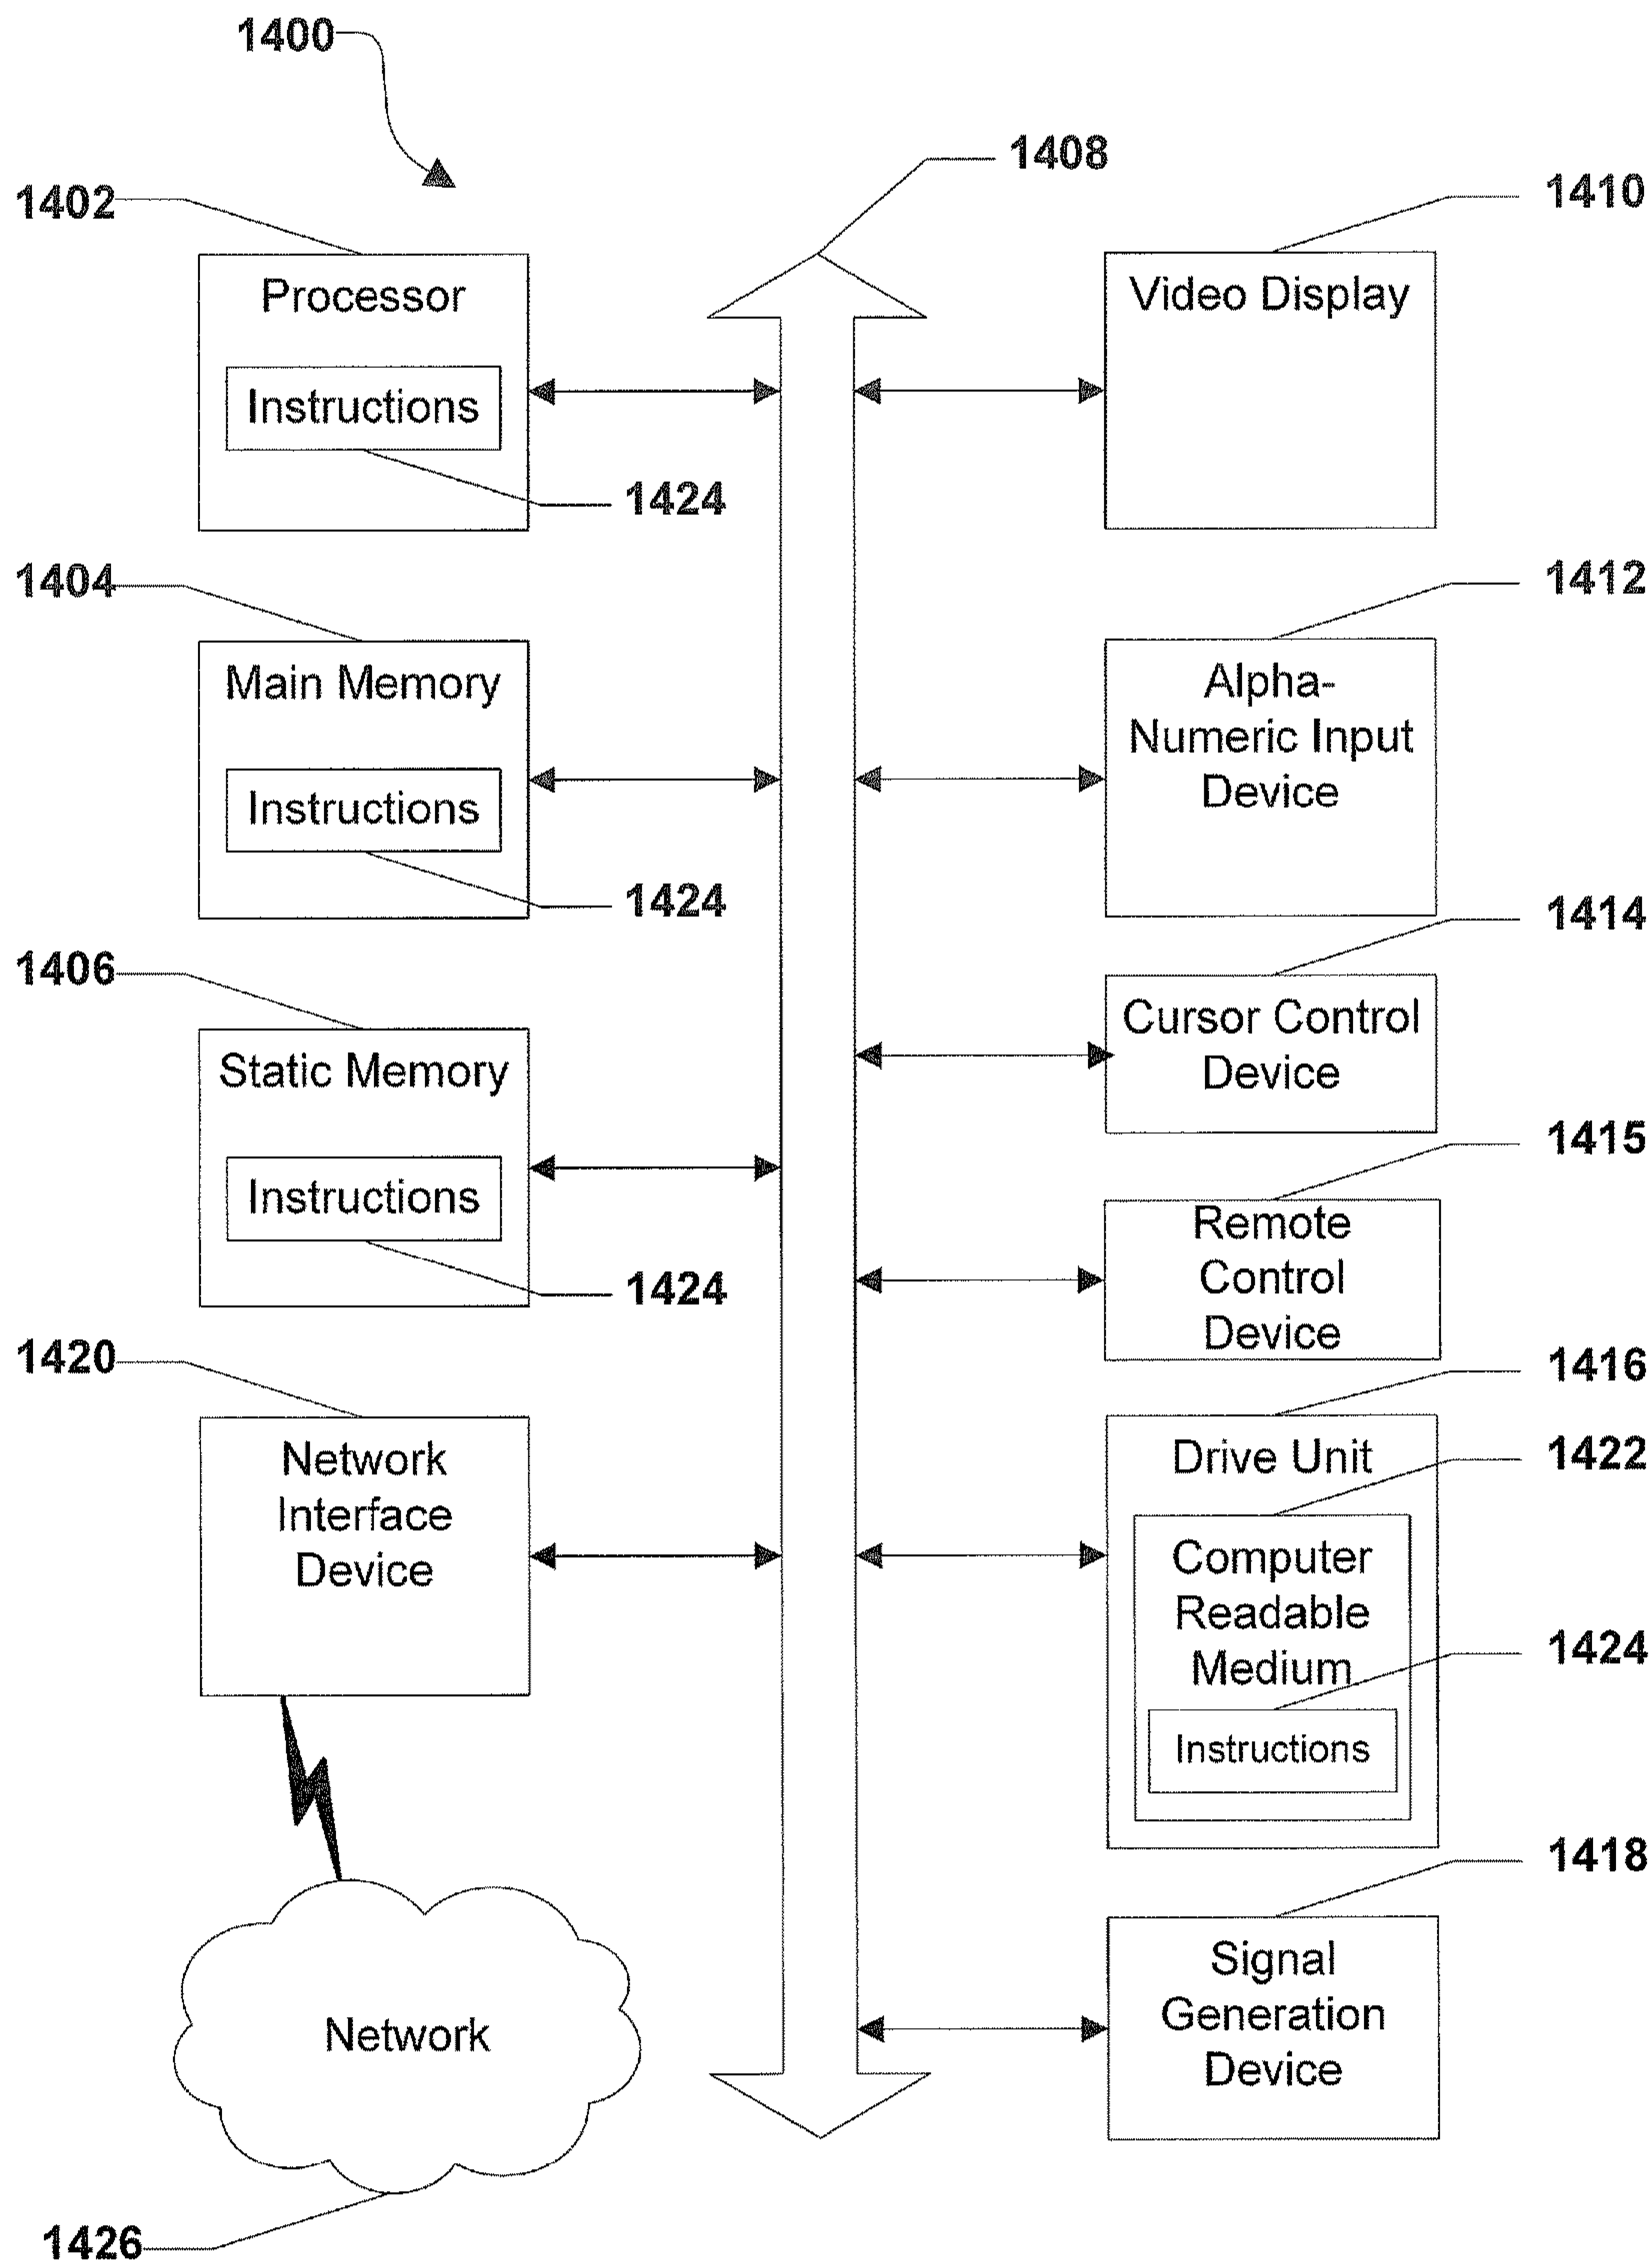 1400
1408
1402
1410
Processor
Instructions
1424
Video Display
1404
1412
Main Memory
Instructions
1424
Alpha-
Numeric Input
Device
1414
1406
Cursor Control
Device
Static Memory
Instructions
1424
1415
Remote
Control
Device
1420
1416
Network
Interface
Device
Drive Unit
1422
Computer
Readable
Medium
1424
Instructions
1418
Signal
Generation
Device
Network
1426